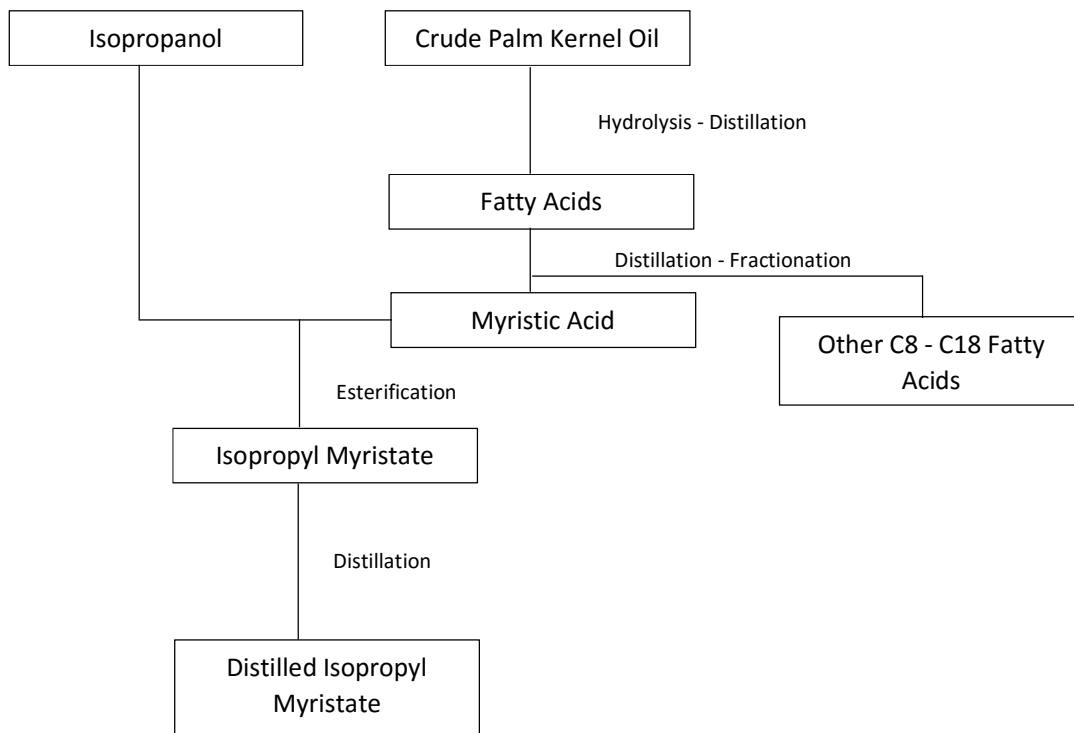 Isopropanol
Crude Palm Kernel Oil
Hydrolysis - Distillation
Fatty Acids
Distillation - Fractionation
Myristic Acid
Other C8 - C18 Fatty
Acids
Esterification
Isopropyl Myristate
Distillation
Distilled Isopropyl
Myristate